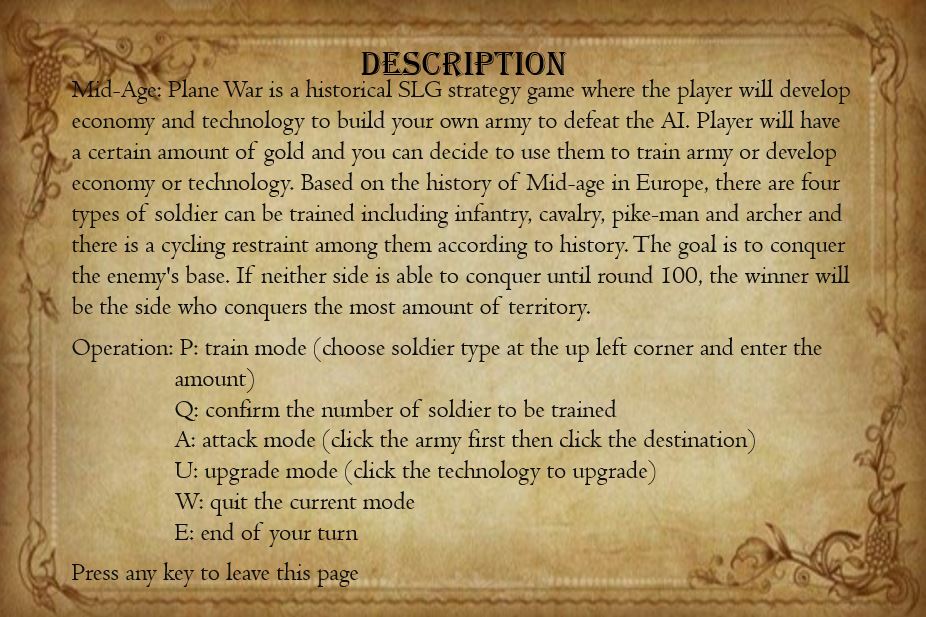 DESCRIPTION
Mid-Age: Plane War is a historical SLG strategy game where the player will develop
economy and technology to build your own army to defeat the AI. Player will have
a certain amount of gold and you can decide to use them to train army or develop
economy or technology. Based on the history of Mid-age in Europe, there are four
types of soldier can be trained including infantry, cavalry, pike-man and archer and
there is a cycling restraint among them according to history. The goal is to conquer
the enemy's base. If neither side is able to conquer until round 100, the winner will
be the side who conquers the most amount of territory.
Operation: P: train mode (choose soldier type at the up left corner and enter the
amount)
Q: confirm the number of soldier to be trained
A: attack mode (click the army first then click the destination)
U: upgrade mode (click the technology to upgrade)
W: quit the current mode
E: end of your turn
Press any key to leave this page